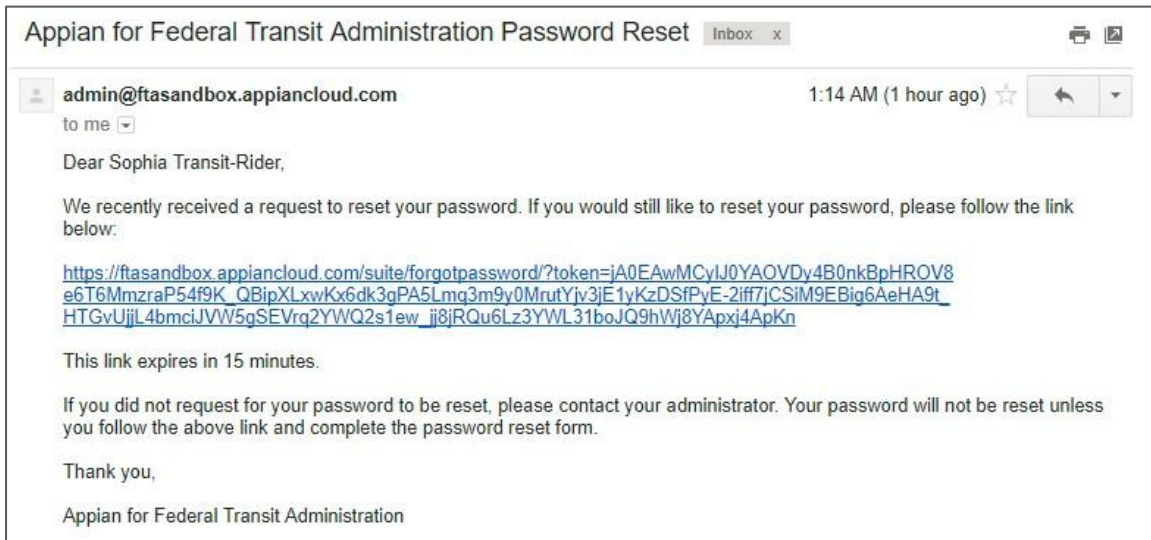 Appian for Federal Transit Administration Password Reset Inbox x
admin@ftasandbox.appiancloud.com 1:14 AM (1 hour ago)
to me
Dear Sophia Transit-Rider,
We recently received a request to reset your password. If you would still like to reset your password, please follow the link
below:
https://ftasandbox.appiancloud.com/suite/forgotpassword/?token=jA0EAwMCyIJ0YAOVDy4B0nkBpHROV8
e6T6MmzraP54f9K_QBipXLxwKx6dk3gPA5Lmq3m9y0MrutYjv3jE1yKzDSfPyE-2iff7jCSiM9EBig6AeHA9t_
HTGvUjjL4bmciJVW5gSEVrq2YWQ2s1ew_jj8jRQu6Lz3YWL31boJQ9hWj8YApxj4ApKn
This link expires in 15 minutes.
If you did not request for your password to be reset, please contact your administrator. Your password will not be reset unless
you follow the above link and complete the password reset form.
Thank you,
Appian for Federal Transit Administration